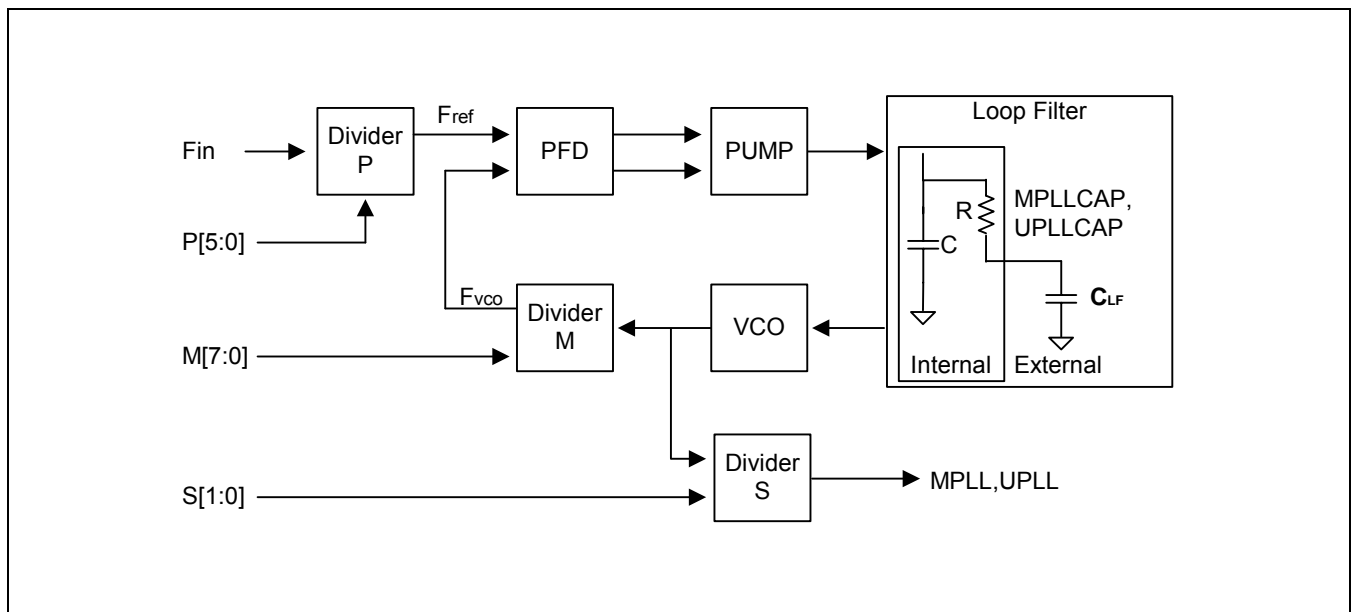 Loop Filter
Fref
Fin
Divider
P
PFD
PUMP
R
MPLLCAP,
UPLLCAP
C
P[5:0]
Fvco
Divider
M
VCO
CLF
M[7:0]
Internal
External
Divider
S
S[1:0]
MPLL,UPLL